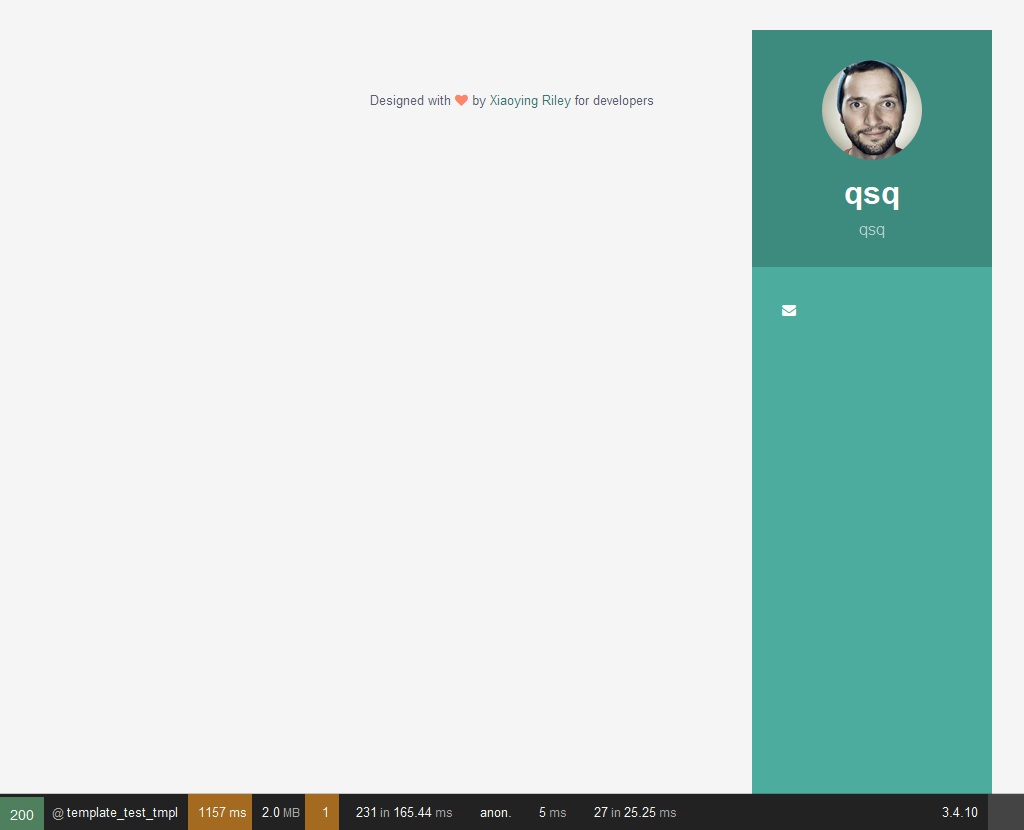 Designed with by Xiaoying Riley for developers
qsq
qsq
200 @ template_test_tmpl 1157 ms 2.0 MB 1 231 in 165.44 ms anon. 5 ms 27 in 25.25 ms 3.4.10